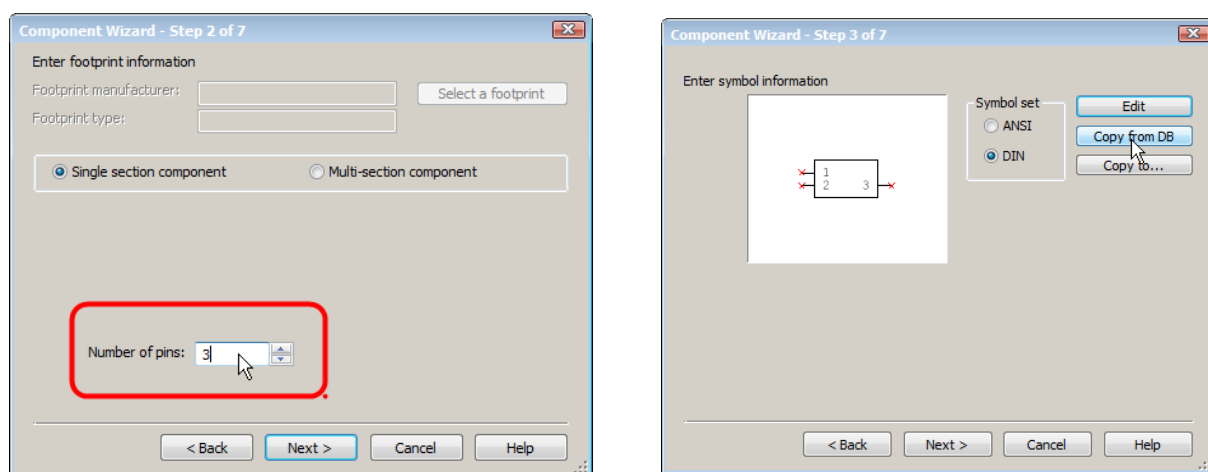 Component Wizard - Step 2 of 7
Enter footprint information
Footprint manufacturer:
Select a footprint
Footprint type:
Single section component
Multi-section component
Number of pins: 3
< Back
Next >
Cancel
Help
Component Wizard - Step 3 of 7
Enter symbol information
1
2 3
Symbol set
ANSI
DIN
Edit
Copy from DB
Copy to...
< Back
Next >
Cancel
Help